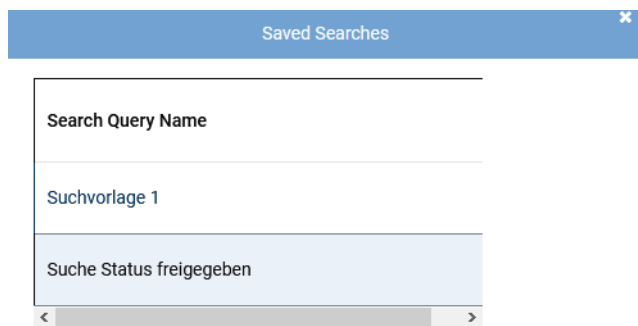 Saved Searches
Search Query Name
Suchvorlage 1
Suche Status freigegeben